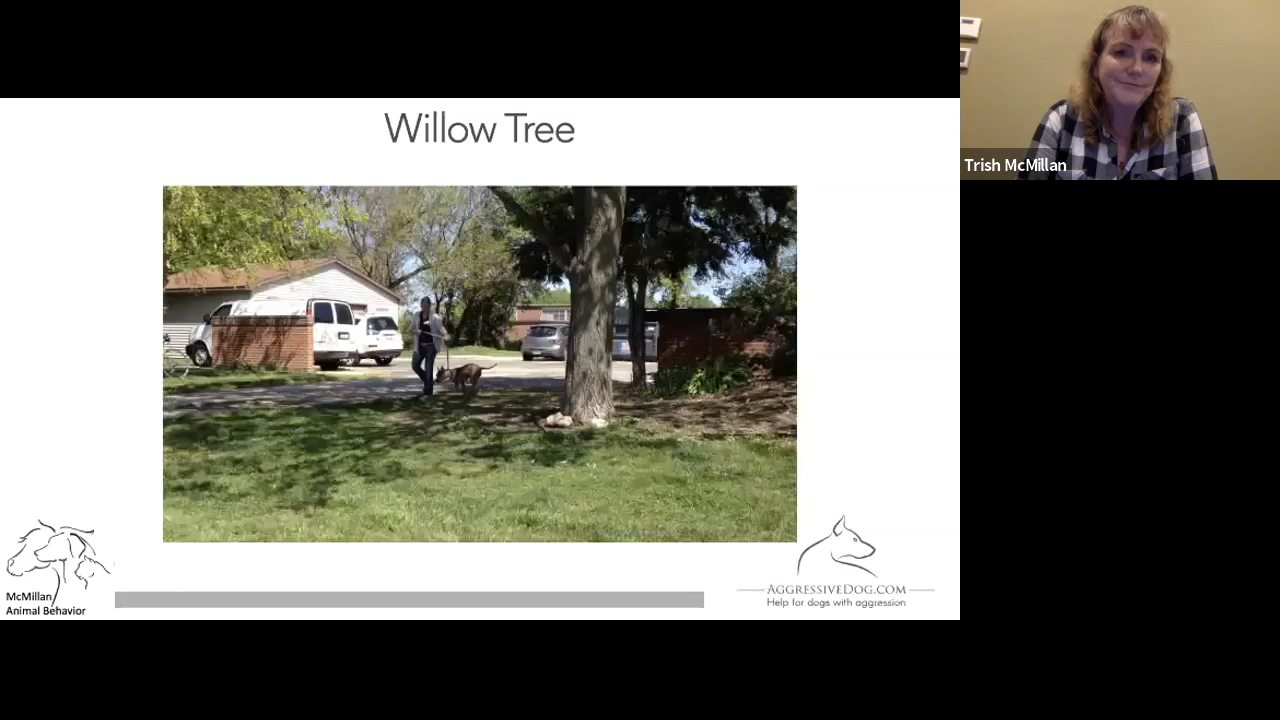 Willow Tree
Trish McMillan
McMillan
Animal Behavior
AGGRESSIVEDOG.COM
Help for dogs with aggression